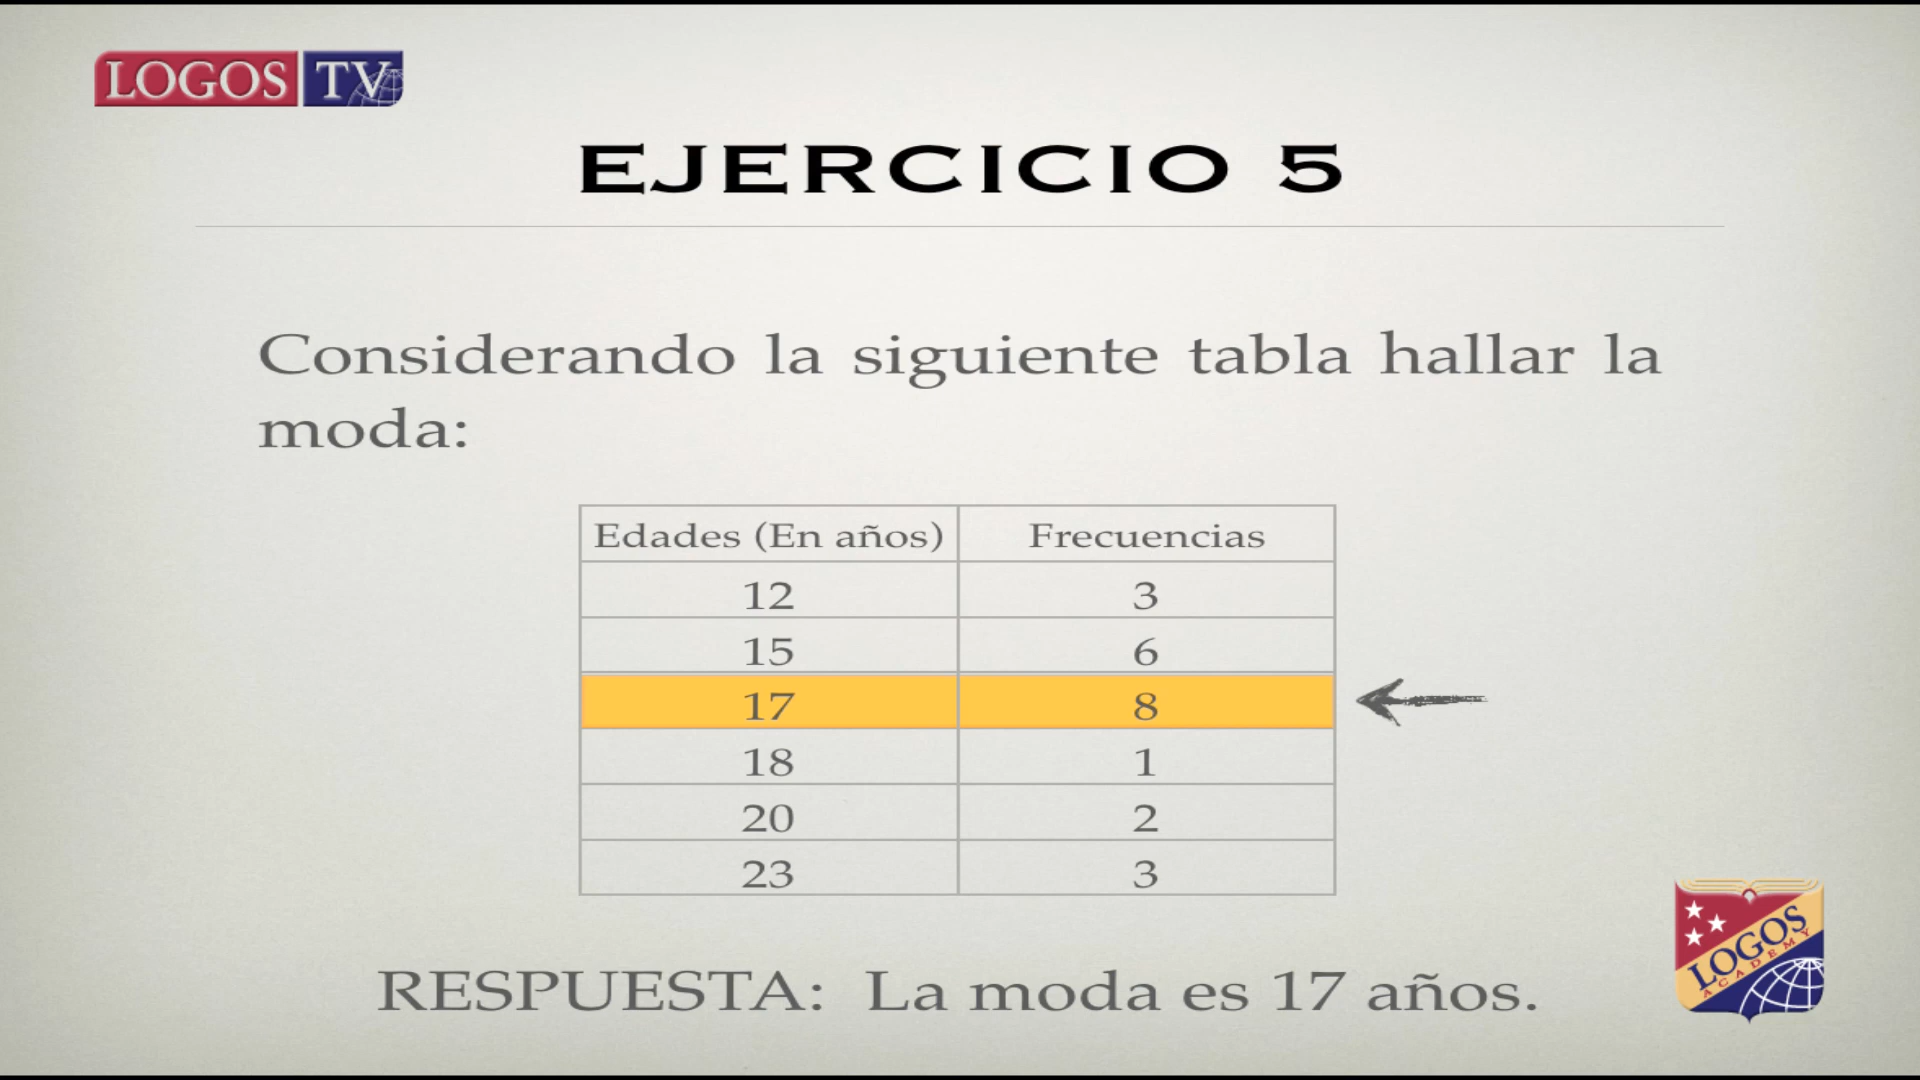 LOGOS TV
EJERCICIO 5
Considerando la siguiente tabla hallar la
moda:
Edades (En años) Frecuencias
12 3
15 6
17 8
18 1
20 2
23 3
RESPUESTA: La moda es 17 años.
LOGOS
ACADEMY